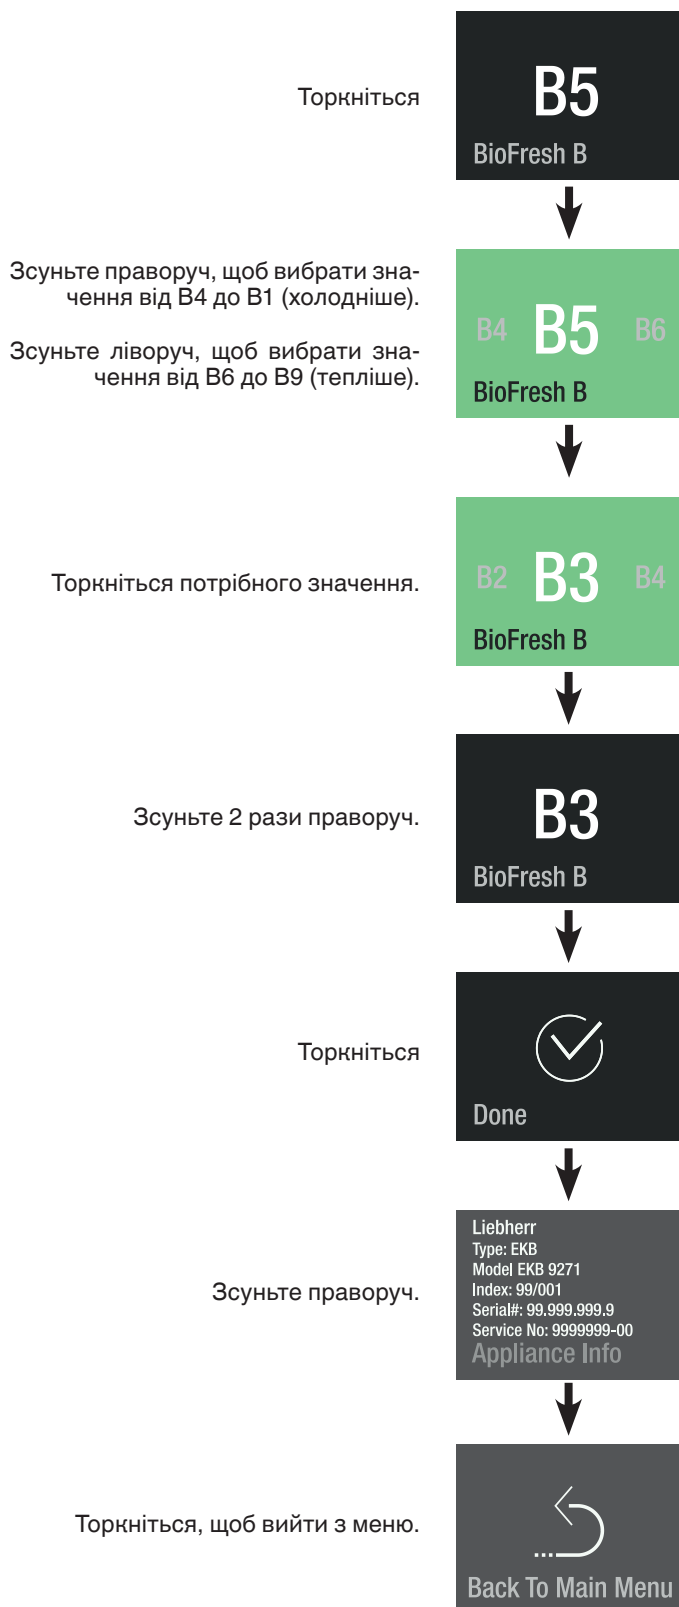 Торкніться
B5
BioFresh B
Зсуньте праворуч, щоб вибрати зна-
чення від B4 до B1 (холодніше).
Зсуньте ліворуч, щоб вибрати зна-
чення від B6 до B9 (тепліше).
B4 B5 B6
BioFresh B
Торкніться потрібного значення.
B2 B3 B4
BioFresh B
Зсуньте 2 рази праворуч.
B3
BioFresh B
Торкніться
Done
Зсуньте праворуч.
Liebherr
Type: EKB
Model EKB 9271
Index: 99/001
Serial#: 99.999.999.9
Service No: 9999999-00
Appliance Info
Торкніться, щоб вийти з меню.
Back To Main Menu